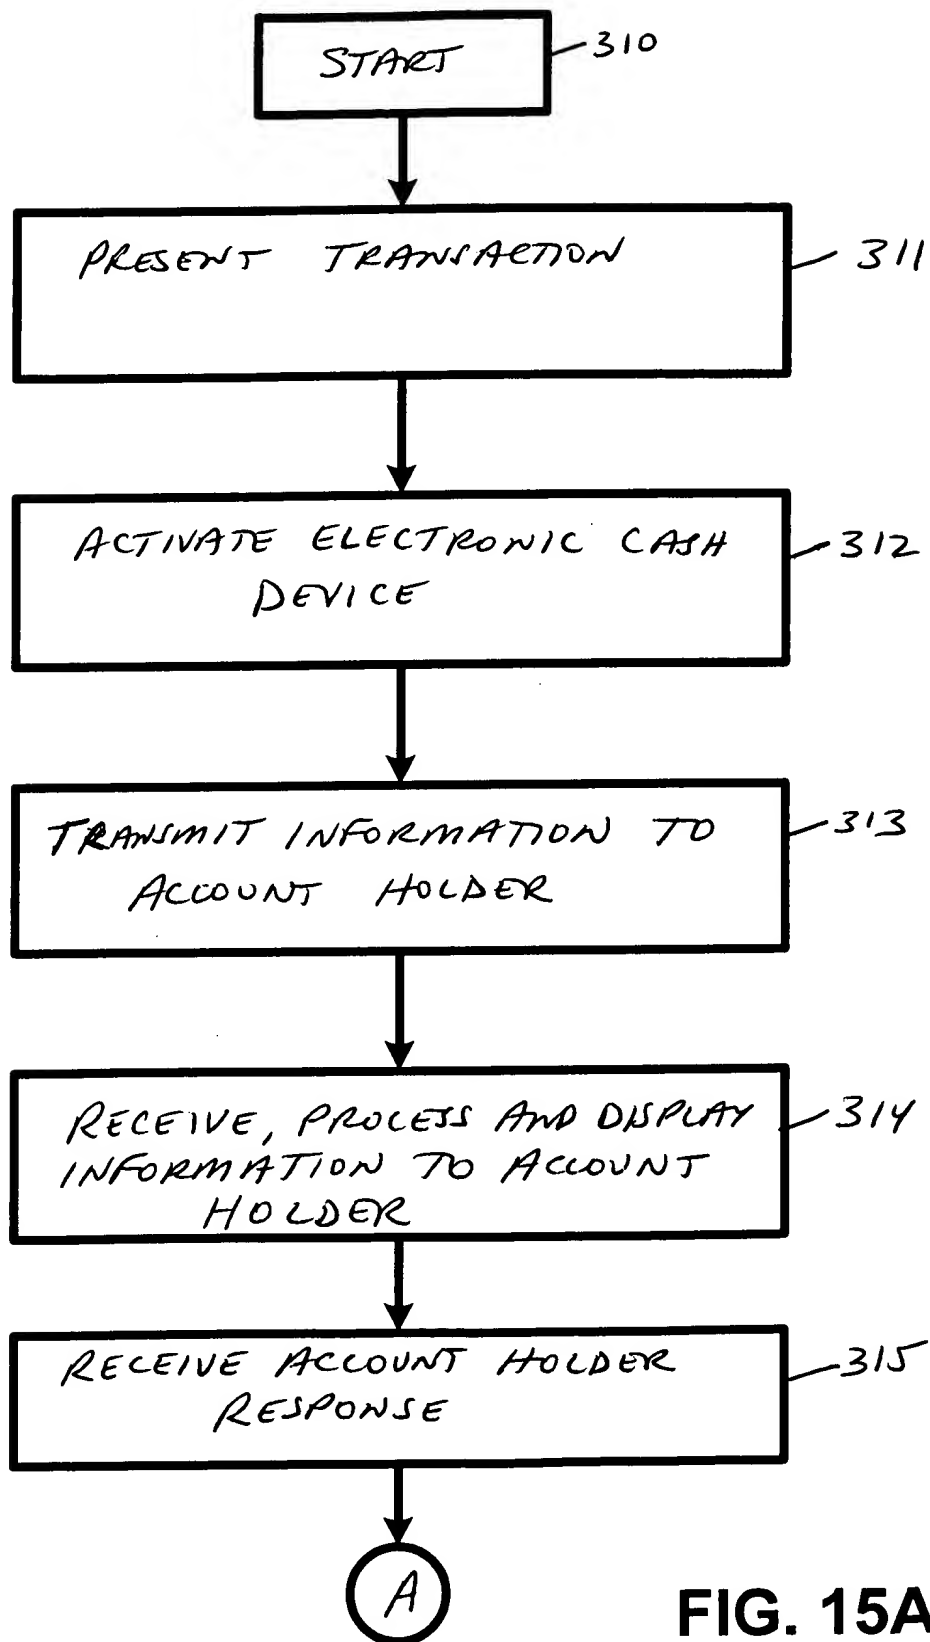 START
310
PRESENT TRANSACTION
311
ACTIVATE ELECTRONIC CASH
DEVICE
312
TRANSMIT INFORMATION TO
ACCOUNT HOLDER
313
RECEIVE, PROCESS AND DISPLAY
INFORMATION TO ACCOUNT
HOLDER
314
RECEIVE ACCOUNT HOLDER
RESPONSE
315
A
FIG. 15A